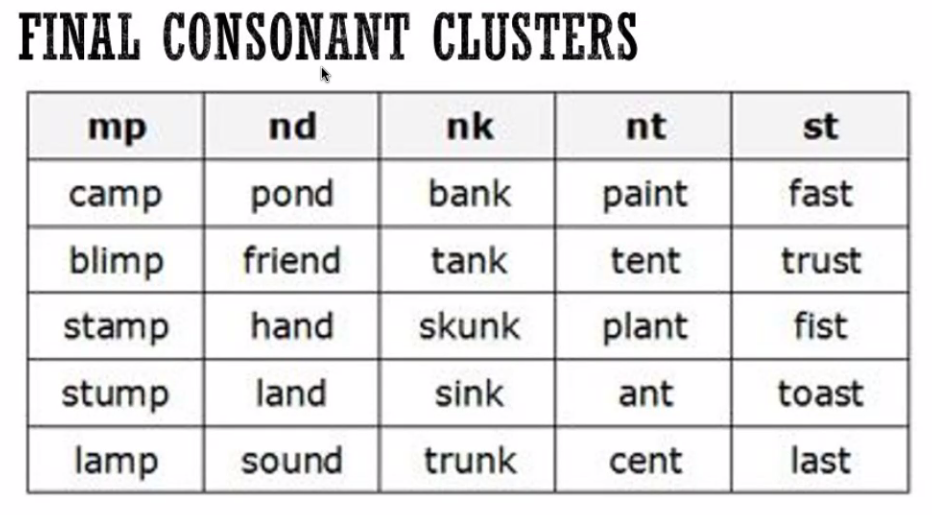 FINAL CONSONANT CLUSTERS
mp nd nk nt st
camp pond bank paint fast
blimp friend tank tent trust
stamp hand skunk plant fist
stump land sink ant toast
lamp sound trunk cent last